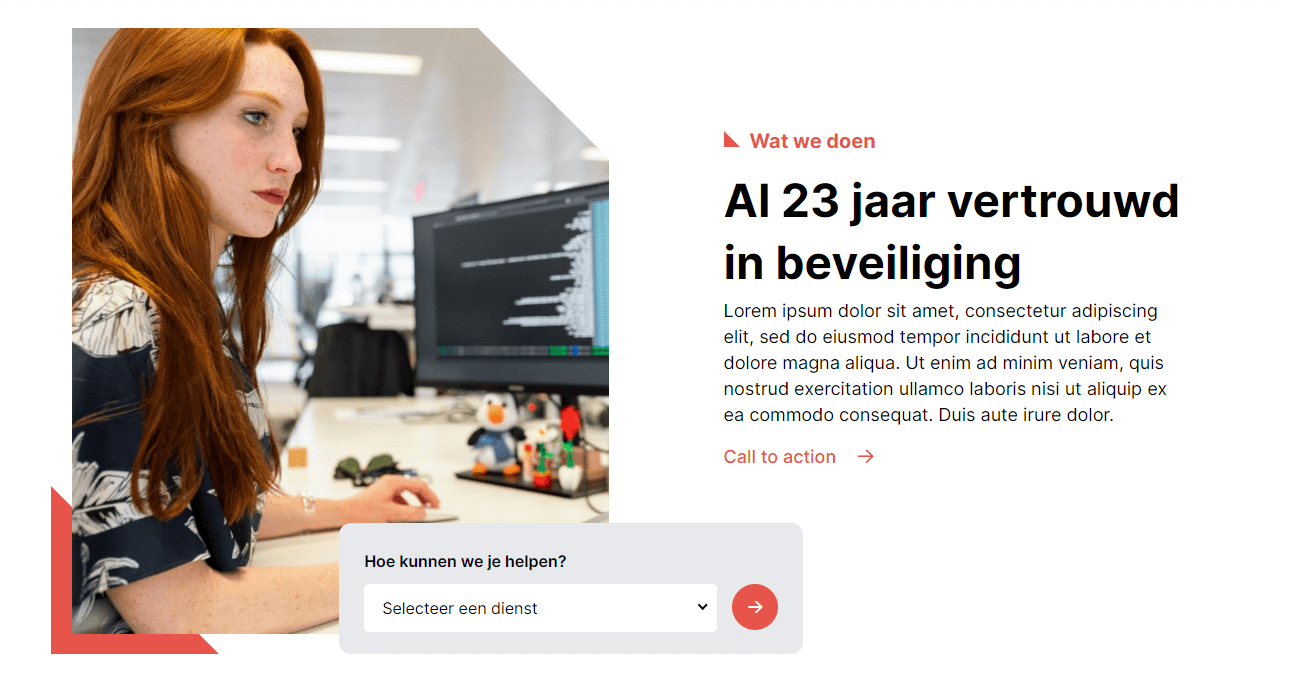 Wat we doen
Al 23 jaar vertrouwd
in beveiliging
Lorem ipsum dolor sit amet, consectetur adipiscing
elit, sed do eiusmod tempor incididunt ut labore et
dolore magna aliqua. Ut enim ad minim veniam, quis
nostrud exercitation ullamco laboris nisi ut aliquip ex
ea commodo consequat. Duis aute irure dolor.
Call to action
Hoe kunnen we je helpen?
Selecteer een dienst